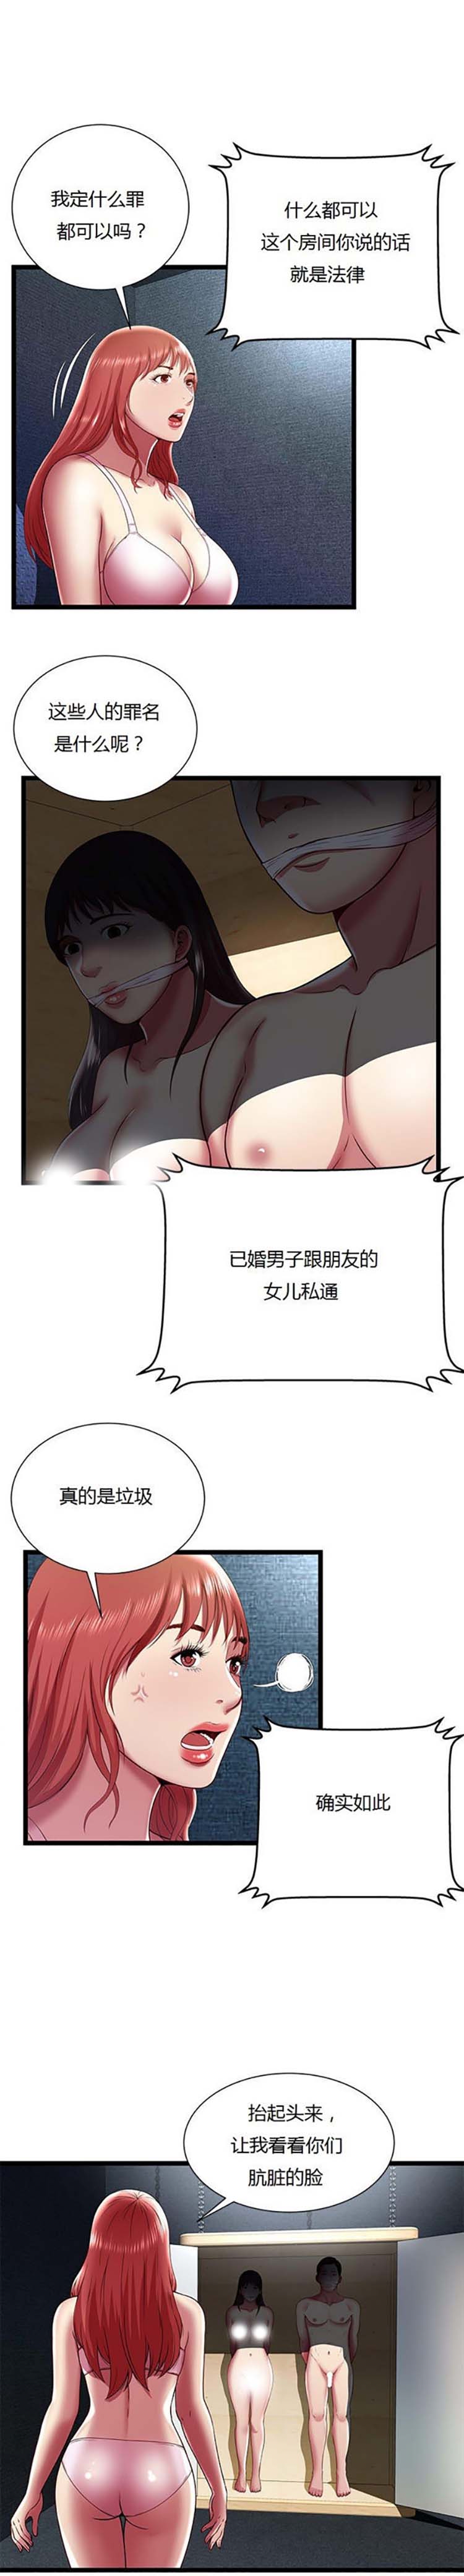 我定什么罪
都可以吗？
什么都可以
这个房间你说的话
就是法律
这些人的罪名
是什么呢？
已婚男子跟朋友的
女儿私通
真的是垃圾
确实如此
抬起头来，
让我看看你们
肮脏的脸